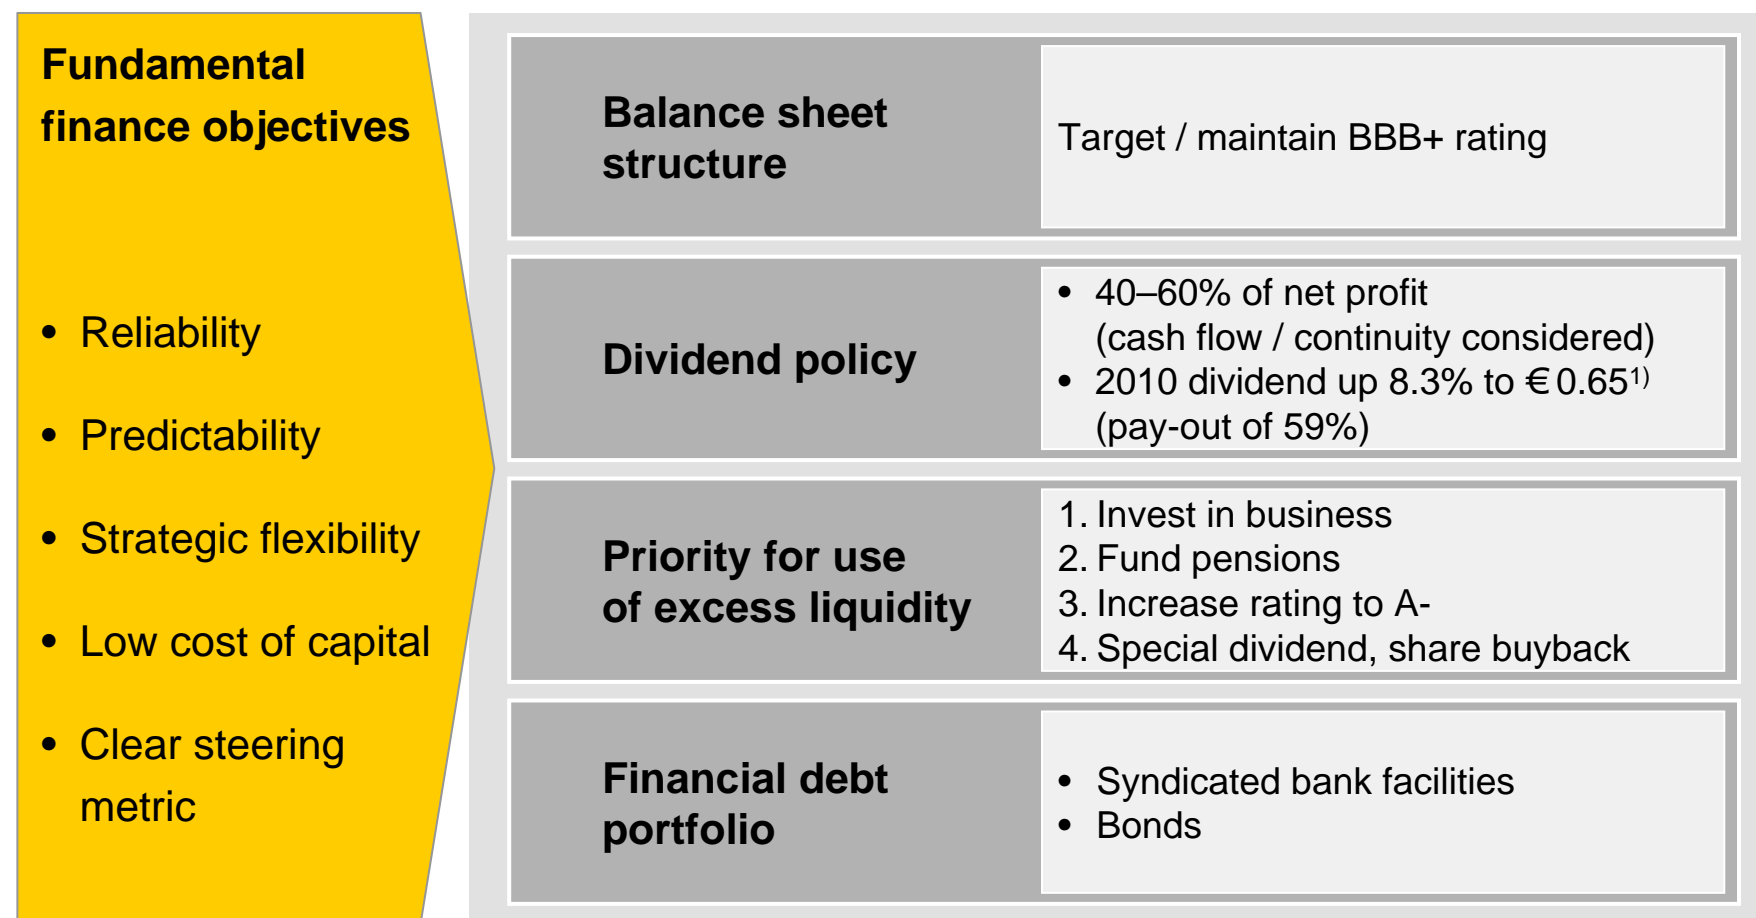 Fundamental
finance objectives
• Reliability
• Predictability
• Strategic flexibility
• Low cost of capital
• Clear steering
metric
Balance sheet
structure
Target / maintain BBB+ rating
Dividend policy
• 40–60% of net profit
(cash flow / continuity considered)
• 2010 dividend up 8.3% to €0.65¹⁾
(pay-out of 59%)
Priority for use
of excess liquidity
1. Invest in business
2. Fund pensions
3. Increase rating to A-
4. Special dividend, share buyback
Financial debt
portfolio
• Syndicated bank facilities
• Bonds